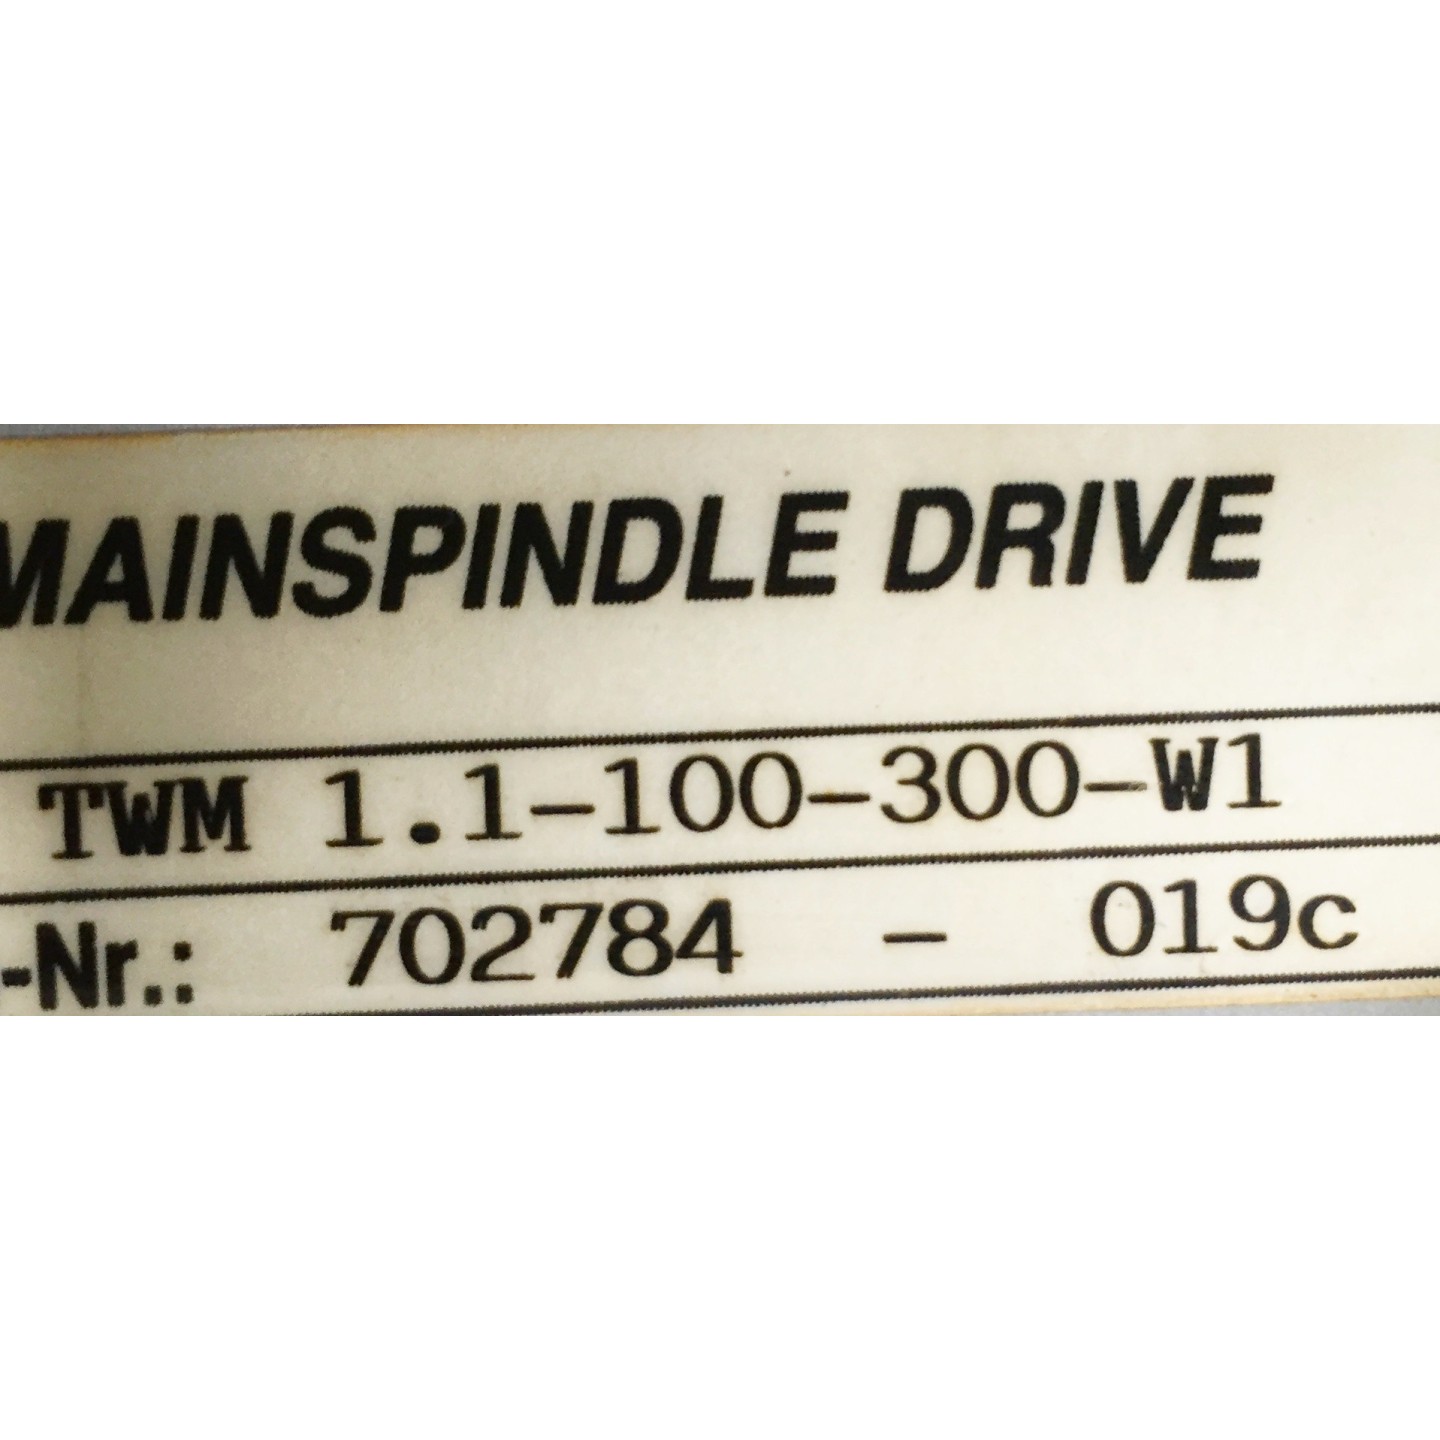 MAINSPINDLE DRIVE
TWM 1.1-100-300-W1
-Nr.: 702784 - 019c